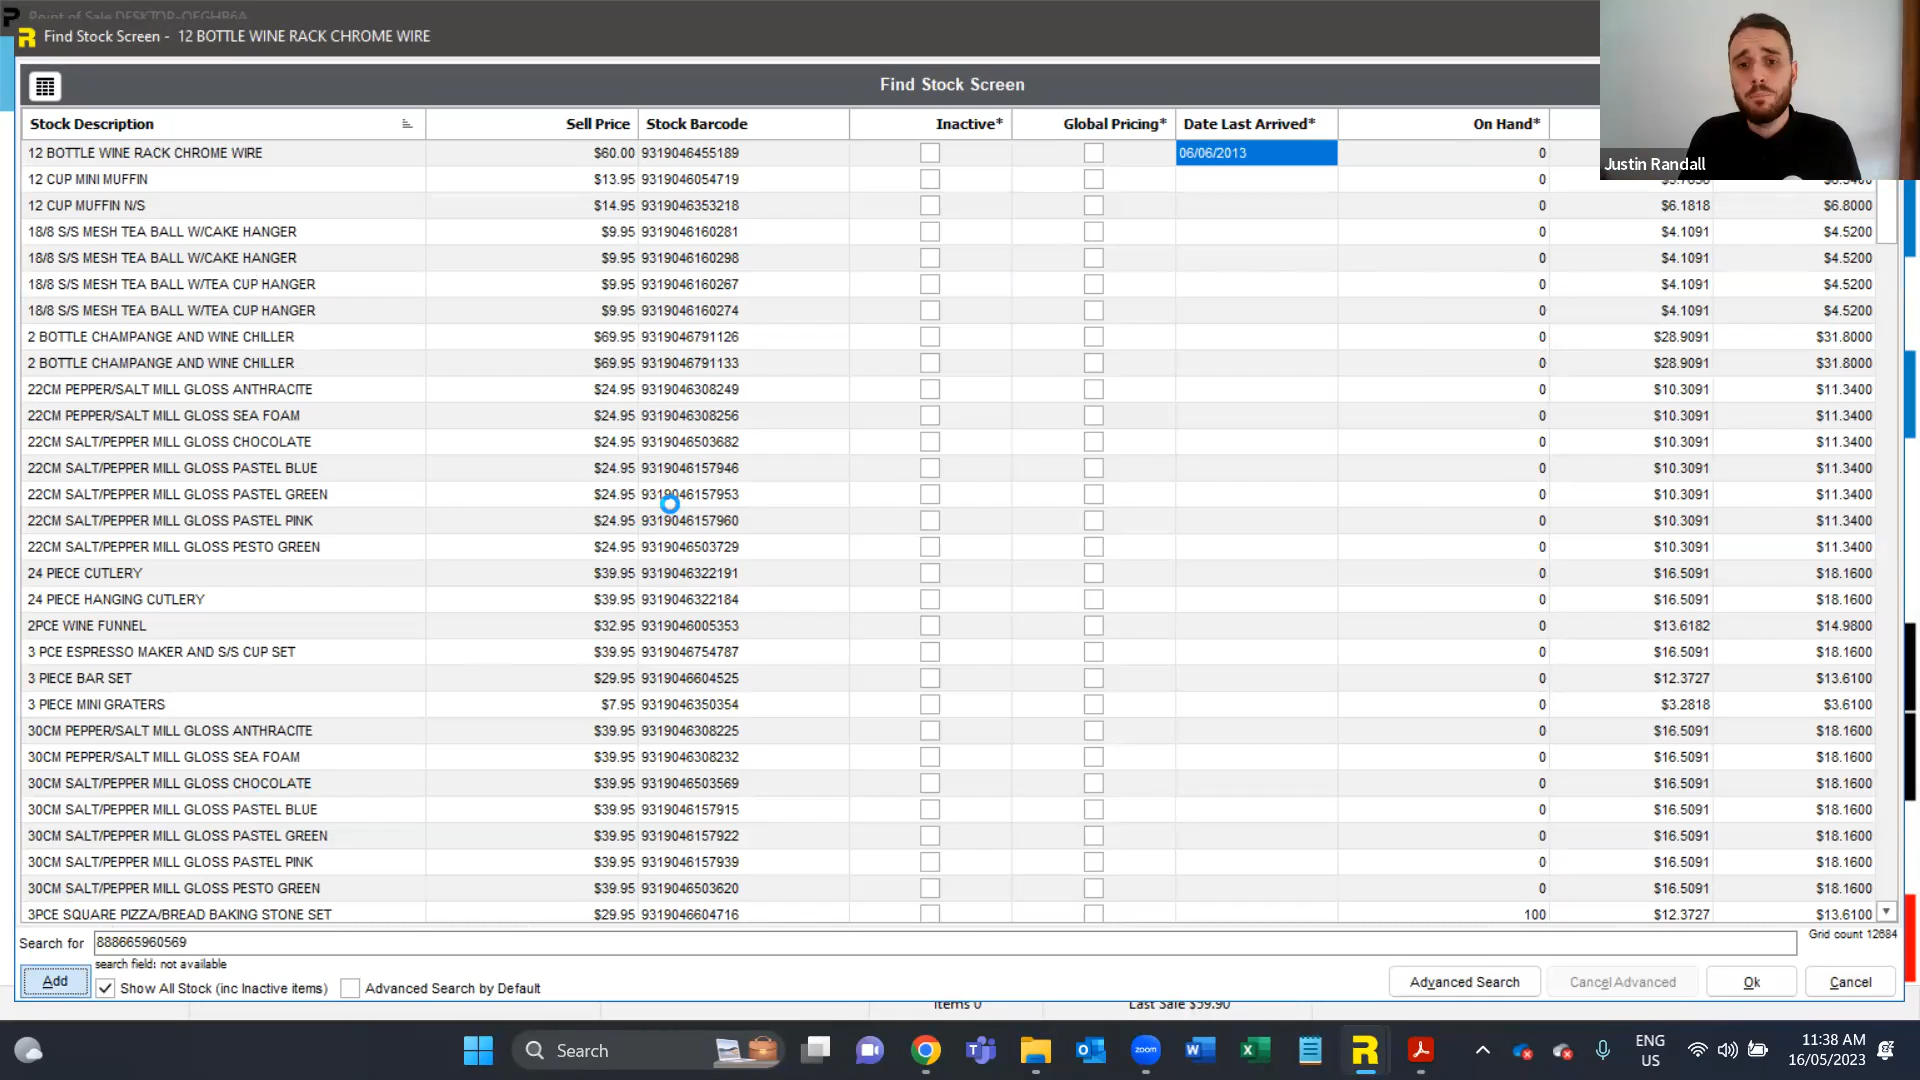 Point of Sale DESKTOP-OFGHB6A
Find Stock Screen - 12 BOTTLE WINE RACK CHROME WIRE
Find Stock Screen
Stock Description Sell Price Stock Barcode Inactive* Global Pricing* Date Last Arrived* On Hand*
12 BOTTLE WINE RACK CHROME WIRE $60.00 9319046455189 06/06/2013 0
Justin Randall
12 CUP MINI MUFFIN $13.95 9319046054719 0
12 CUP MUFFIN N/S $14.95 9319046353218 0 $6.1818 $6.8000
18/8 S/S MESH TEA BALL W/CAKE HANGER $9.95 9319046160281 0 $4.1091 $4.5200
18/8 S/S MESH TEA BALL W/CAKE HANGER $9.95 9319046160298 0 $4.1091 $4.5200
18/8 S/S MESH TEA BALL W/TEA CUP HANGER $9.95 9319046160267 0 $4.1091 $4.5200
18/8 S/S MESH TEA BALL W/TEA CUP HANGER $9.95 9319046160274 0 $4.1091 $4.5200
2 BOTTLE CHAMPANGE AND WINE CHILLER $69.95 9319046791126 0 $28.9091 $31.8000
2 BOTTLE CHAMPANGE AND WINE CHILLER $69.95 9319046791133 0 $28.9091 $31.8000
22CM PEPPER/SALT MILL GLOSS ANTHRACITE $24.95 9319046308249 0 $10.3091 $11.3400
22CM PEPPER/SALT MILL GLOSS SEA FOAM $24.95 9319046308256 0 $10.3091 $11.3400
22CM SALT/PEPPER MILL GLOSS CHOCOLATE $24.95 9319046503682 0 $10.3091 $11.3400
22CM SALT/PEPPER MILL GLOSS PASTEL BLUE $24.95 9319046157946 0 $10.3091 $11.3400
22CM SALT/PEPPER MILL GLOSS PASTEL GREEN $24.95 9319046157953 0 $10.3091 $11.3400
22CM SALT/PEPPER MILL GLOSS PASTEL PINK $24.95 9319046157960 0 $10.3091 $11.3400
22CM SALT/PEPPER MILL GLOSS PESTO GREEN $24.95 9319046503729 0 $10.3091 $11.3400
24 PIECE CUTLERY $39.95 9319046322191 0 $16.5091 $18.1600
24 PIECE HANGING CUTLERY $39.95 9319046322184 0 $16.5091 $18.1600
2PCE WINE FUNNEL $32.95 9319046005353 0 $13.6182 $14.9800
3 PCE ESPRESSO MAKER AND S/S CUP SET $39.95 9319046754787 0 $16.5091 $18.1600
3 PIECE BAR SET $29.95 9319046604525 0 $12.3727 $13.6100
3 PIECE MINI GRATERS $7.95 9319046350354 0 $3.2818 $3.6100
30CM PEPPER/SALT MILL GLOSS ANTHRACITE $39.95 9319046308225 0 $16.5091 $18.1600
30CM PEPPER/SALT MILL GLOSS SEA FOAM $39.95 9319046308232 0 $16.5091 $18.1600
30CM SALT/PEPPER MILL GLOSS CHOCOLATE $39.95 9319046503569 0 $16.5091 $18.1600
30CM SALT/PEPPER MILL GLOSS PASTEL BLUE $39.95 9319046157915 0 $16.5091 $18.1600
30CM SALT/PEPPER MILL GLOSS PASTEL GREEN $39.95 9319046157922 0 $16.5091 $18.1600
30CM SALT/PEPPER MILL GLOSS PASTEL PINK $39.95 9319046157939 0 $16.5091 $18.1600
30CM SALT/PEPPER MILL GLOSS PESTO GREEN $39.95 9319046503620 0 $16.5091 $18.1600
3PCE SQUARE PIZZA/BREAD BAKING STONE SET $29.95 9319046604716 100 $12.3727 $13.6100
Search for 888665960569 Grid count 12684
search field: not available
Add Show All Stock (inc Inactive items) Advanced Search by Default Advanced Search Cancel Advanced Ok Cancel
Items 0 Last Sale $59.90
Search zoom ENG US 11:38 AM 16/05/2023